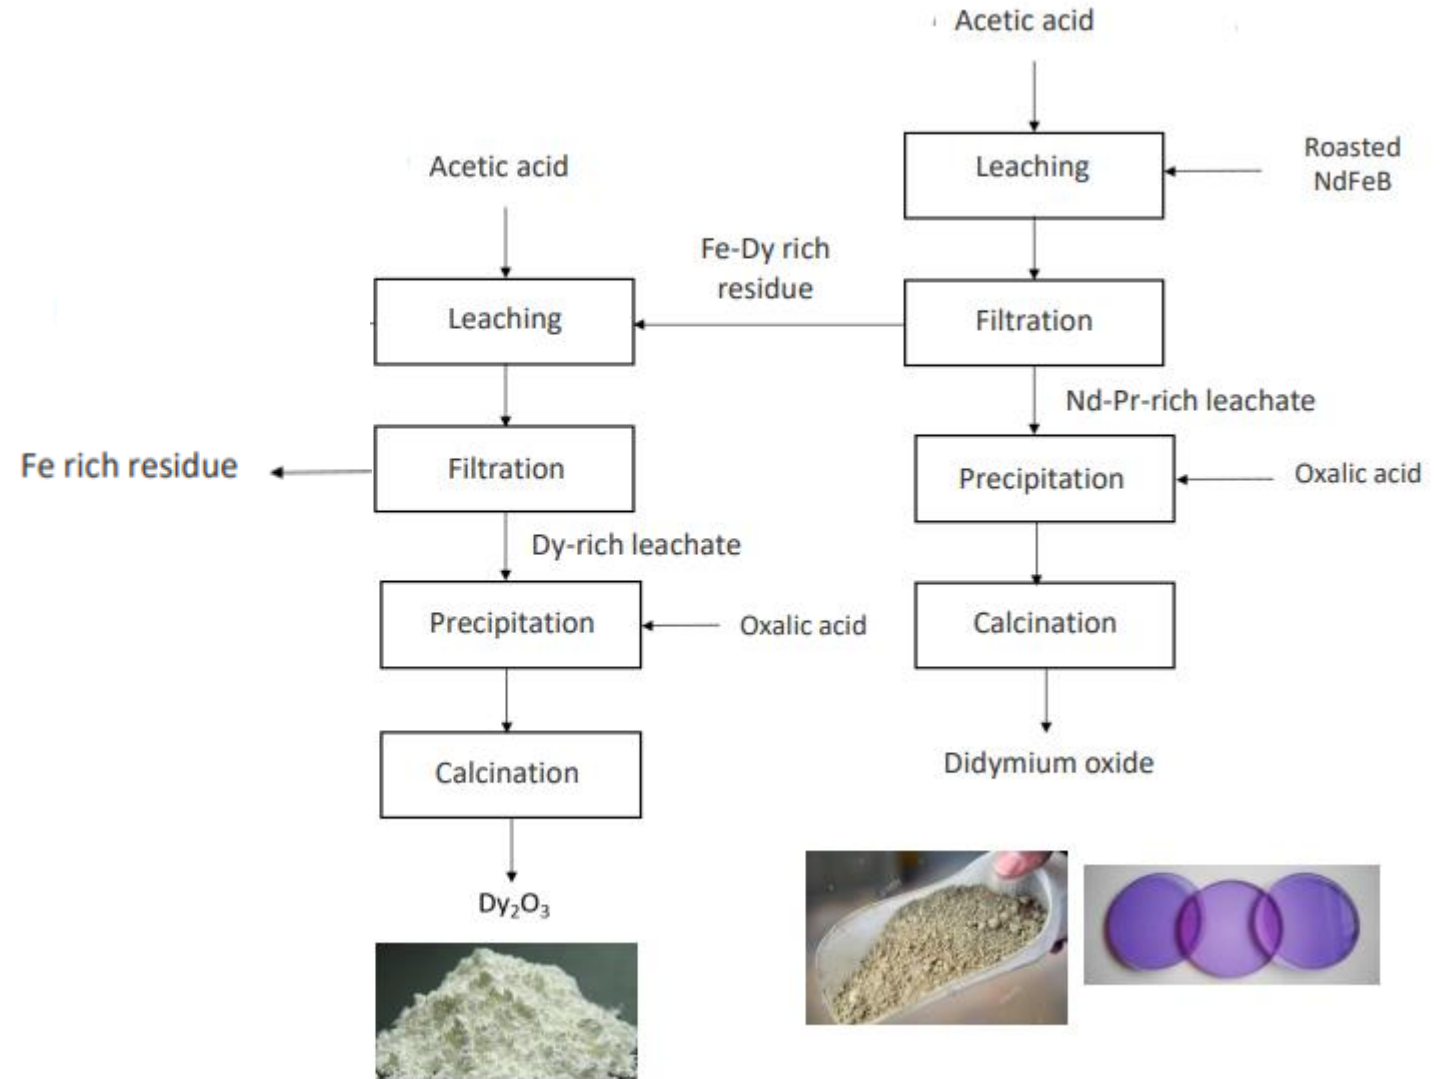 Acetic acid
Leaching
Roasted
NdFeB
Acetic acid
Fe-Dy rich
residue
Leaching
Filtration
Nd-Pr-rich leachate
Fe rich residue
Filtration
Precipitation
Oxalic acid
Dy-rich leachate
Precipitation
Oxalic acid
Calcination
Calcination
Didymium oxide
Dy₂O₃